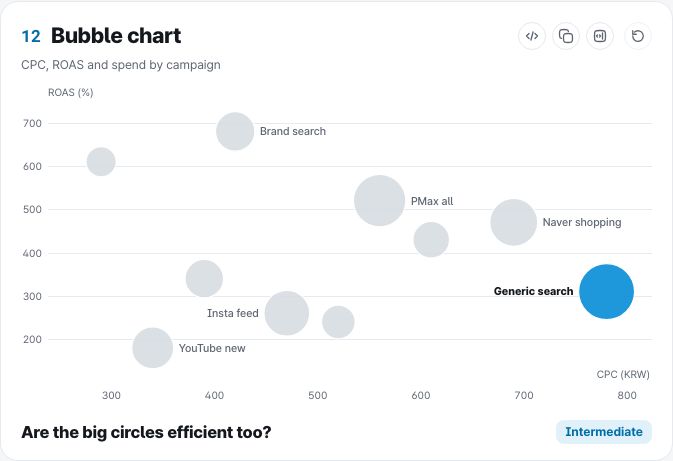 12 Bubble chart
CPC, ROAS and spend by campaign
ROAS (%)
700
Brand search
600
PMax all
500
Naver shopping
400
300
Generic search
Insta feed
200
YouTube new
CPC (KRW)
300 400 500 600 700 800
Are the big circles efficient too?
Intermediate